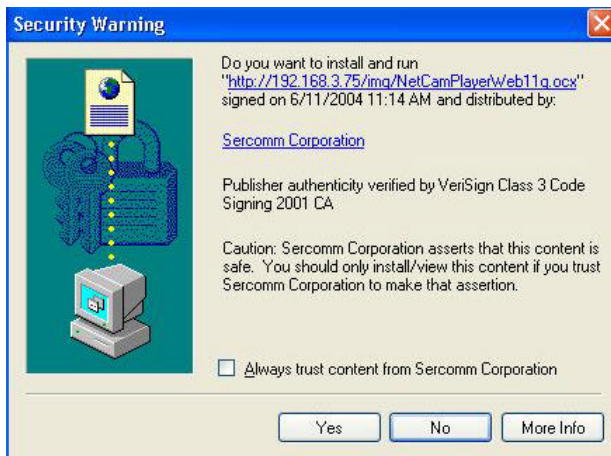 Security Warning
Do you want to install and run
"http://192.168.3.75/img/NetCamPlayerWeb11g.ocx"
signed on 6/11/2004 11:14 AM and distributed by:
Sercomm Corporation
Publisher authenticity verified by VeriSign Class 3 Code
Signing 2001 CA
Caution: Sercomm Corporation asserts that this content is
safe. You should only install/view this content if you trust
Sercomm Corporation to make that assertion.
Always trust content from Sercomm Corporation
Yes
No
More Info